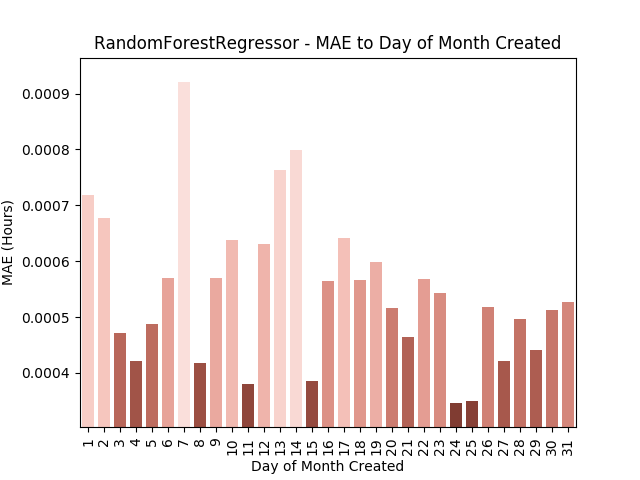 RandomForestRegressor - MAE to Day of Month Created
MAE (Hours)
0.0009
0.0008
0.0007
0.0006
0.0005
0.0004
1 2 3 4 5 6 7 8 9 10 11 12 13 14 15 16 17 18 19 20 21 22 23 24 25 26 27 28 29 30 31
Day of Month Created